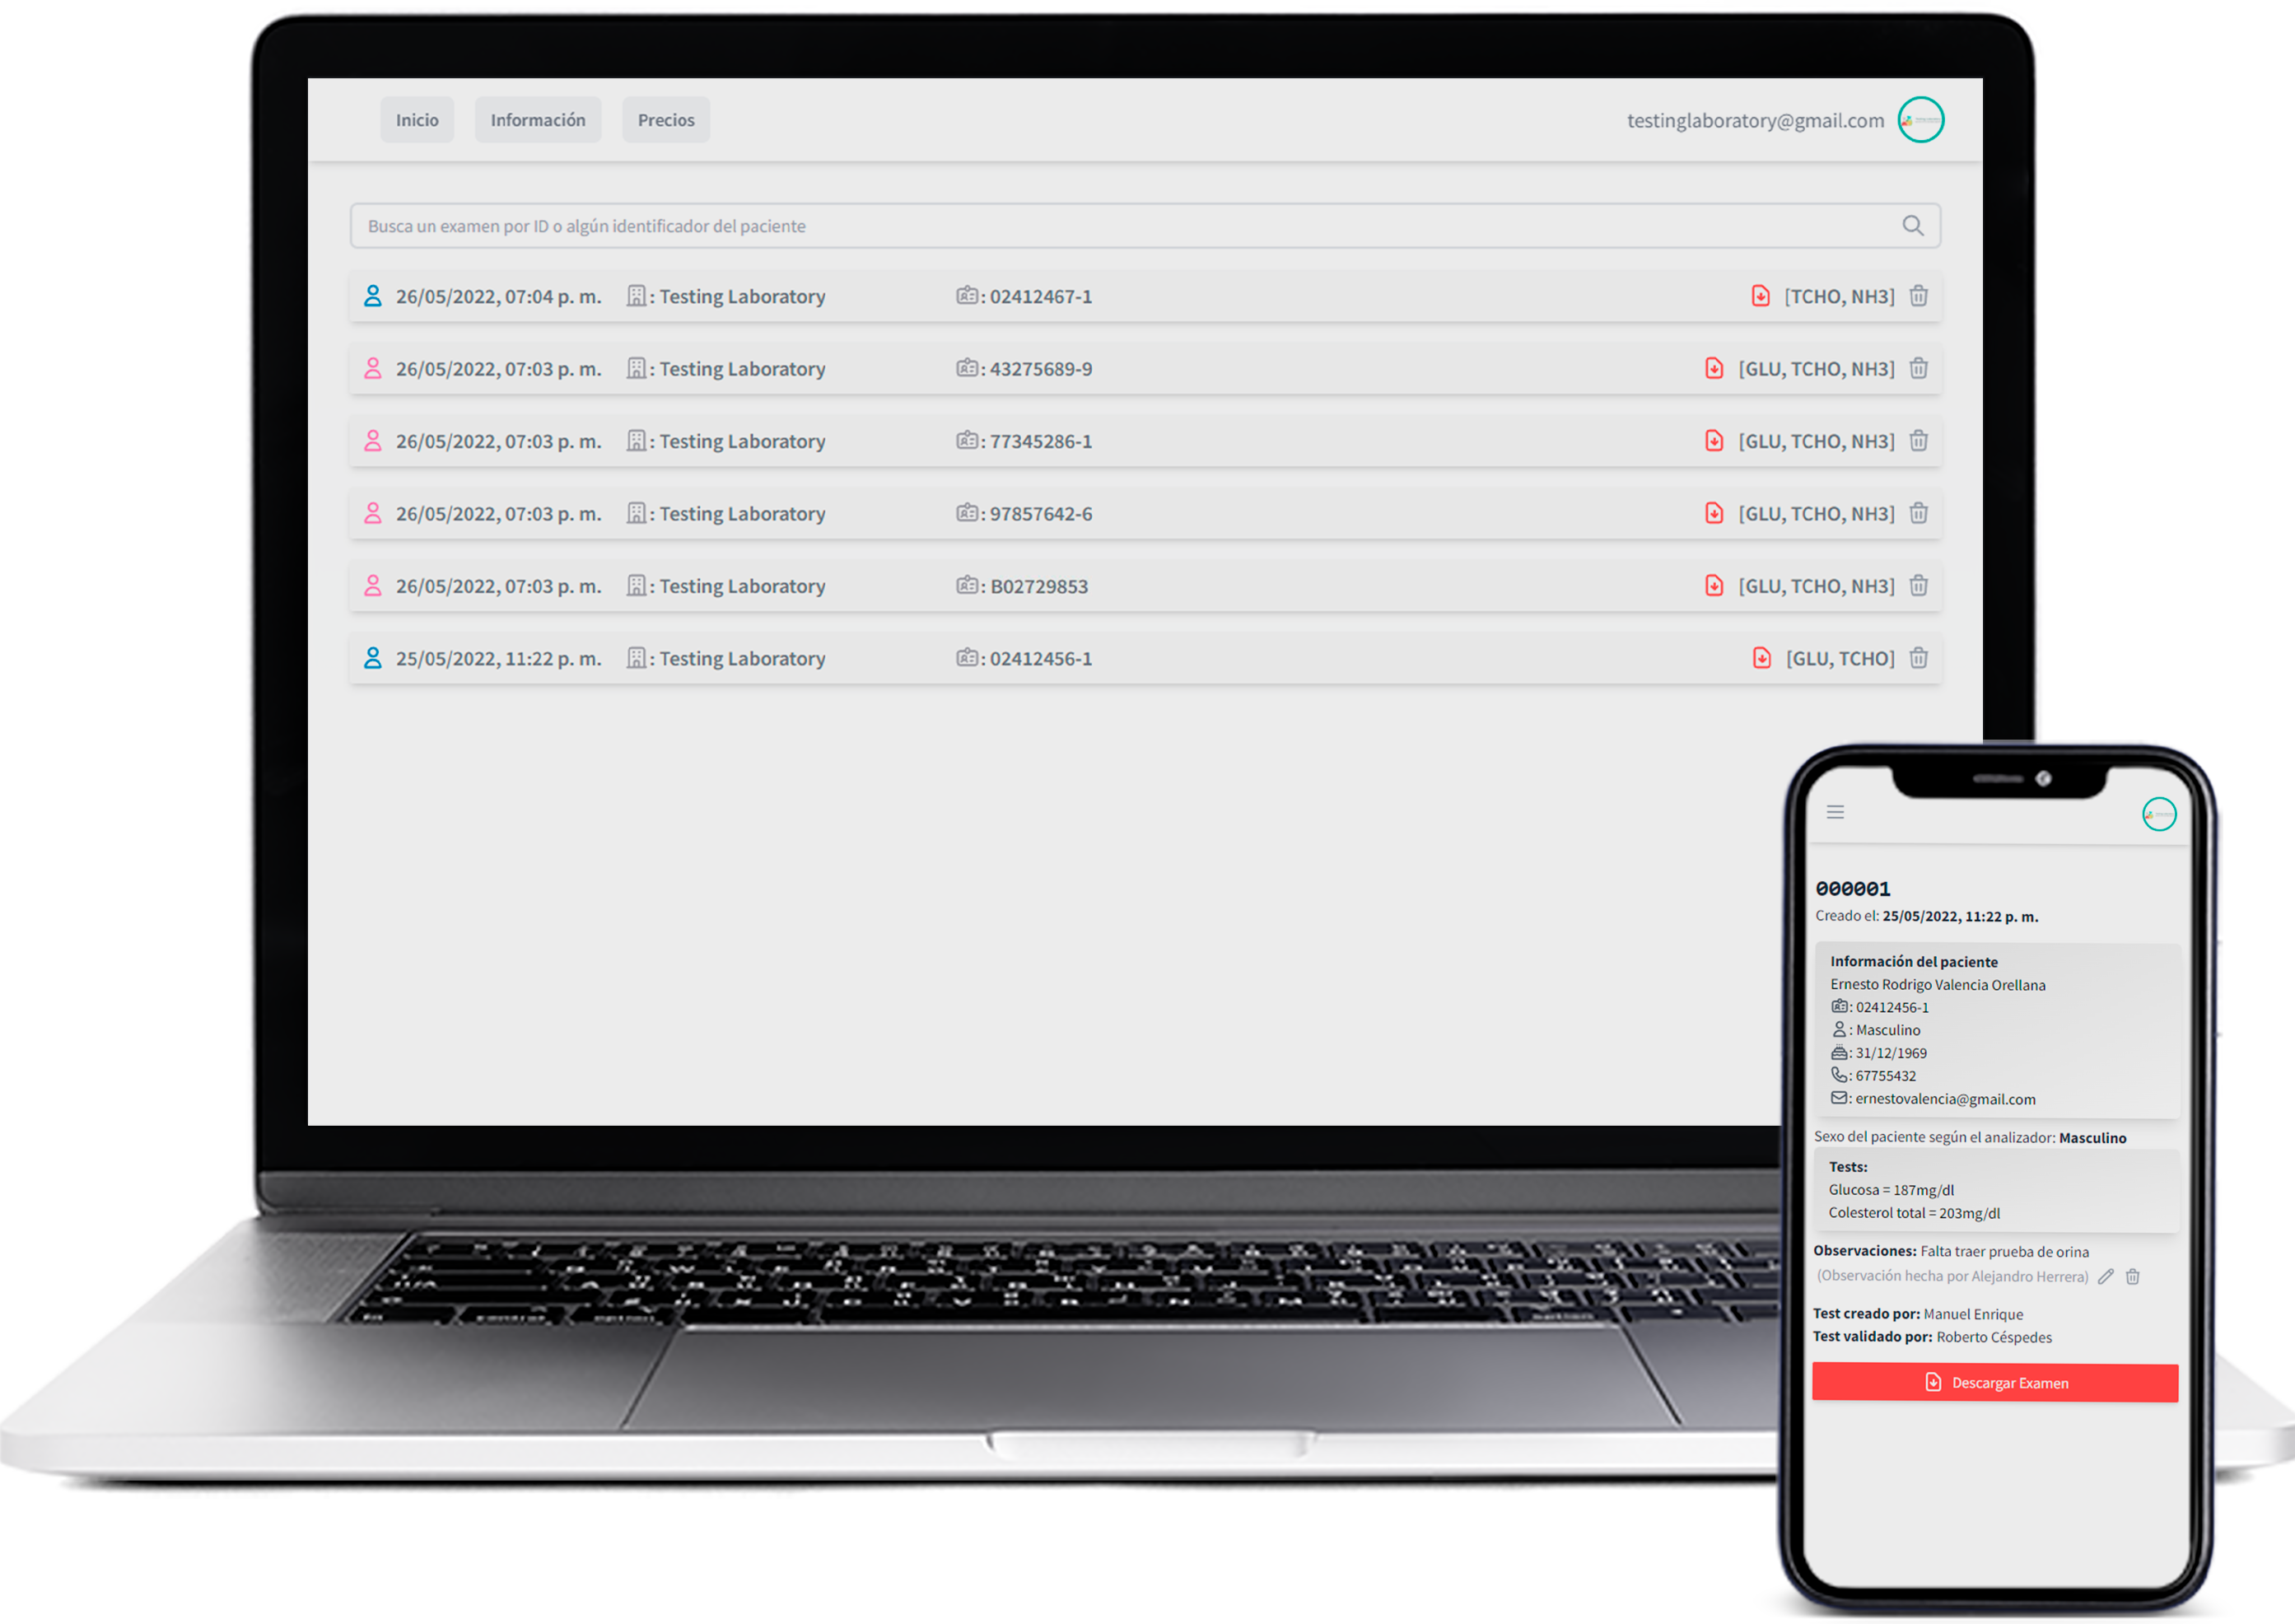 Inicio Información Precios testinglaboratory@gmail.com
Busca un examen por ID o algún identificador del paciente
26/05/2022, 07:04 p. m. : Testing Laboratory : 02412467-1 [TCHO, NH3]
26/05/2022, 07:03 p. m. : Testing Laboratory : 43275689-9 [GLU, TCHO, NH3]
26/05/2022, 07:03 p. m. : Testing Laboratory : 77345286-1 [GLU, TCHO, NH3]
26/05/2022, 07:03 p. m. : Testing Laboratory : 97857642-6 [GLU, TCHO, NH3]
26/05/2022, 07:03 p. m. : Testing Laboratory : B02729853 [GLU, TCHO, NH3]
25/05/2022, 11:22 p. m. : Testing Laboratory : 02412456-1 [GLU, TCHO]
000001
Creado el: 25/05/2022, 11:22 p. m.
Información del paciente
Ernesto Rodrigo Valencia Orellana
: 02412456-1
: Masculino
: 31/12/1969
: 67755432
: ernestovalencia@gmail.com
Sexo del paciente según el analizador: Masculino
Tests:
Glucosa = 187mg/dl
Colesterol total = 203mg/dl
Observaciones: Falta traer prueba de orina
(Observación hecha por Alejandro Herrera)
Test creado por: Manuel Enrique
Test validado por: Roberto Céspedes
Descargar Examen